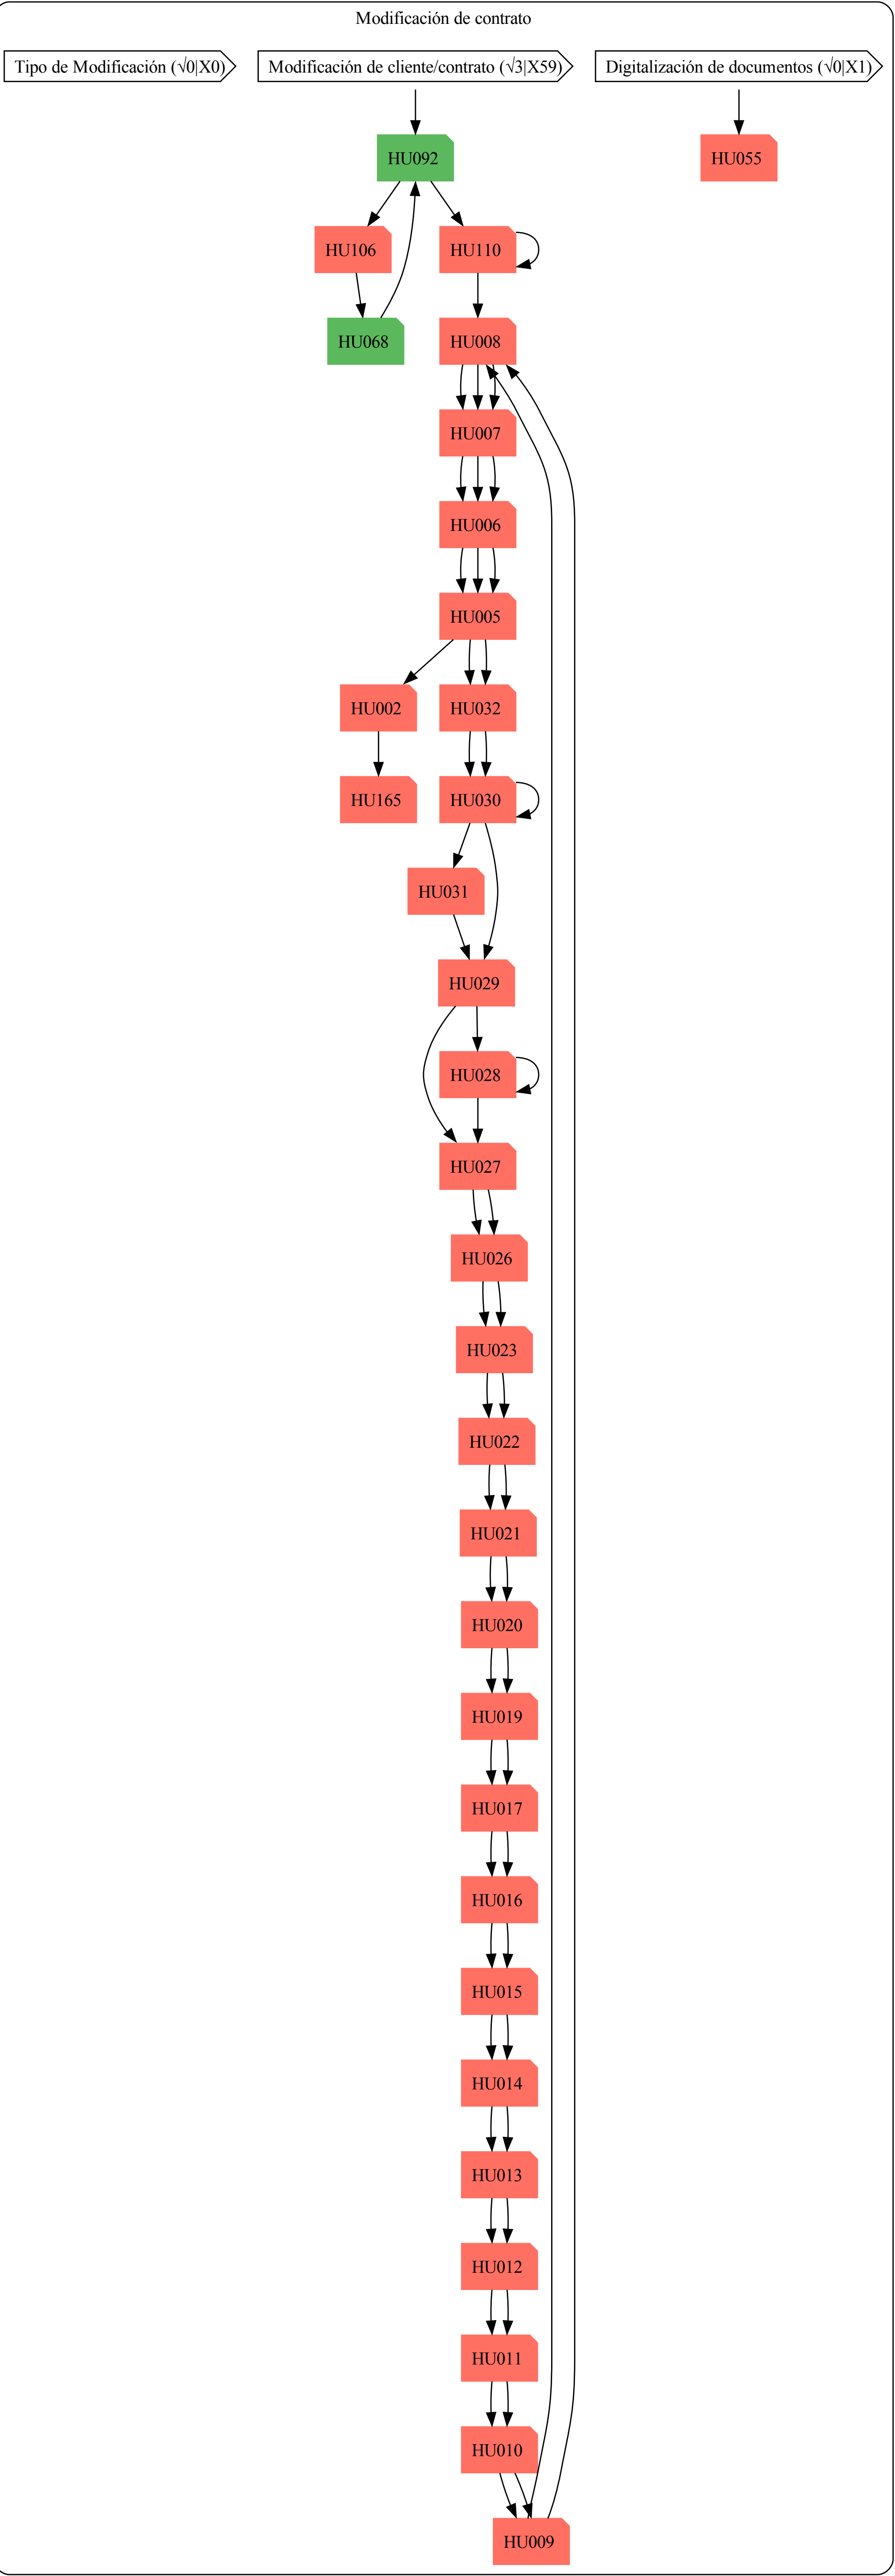 Modificación de contrato
Tipo de Modificación (√0|X0)
Modificación de cliente/contrato (√3|X59)
Digitalización de documentos (√0|X1)
HU092
HU055
HU106
HU110
HU068
HU008
HU007
HU006
HU005
HU002
HU032
HU165
HU030
HU031
HU029
HU028
HU027
HU026
HU023
HU022
HU021
HU020
HU019
HU017
HU016
HU015
HU014
HU013
HU012
HU011
HU010
HU009